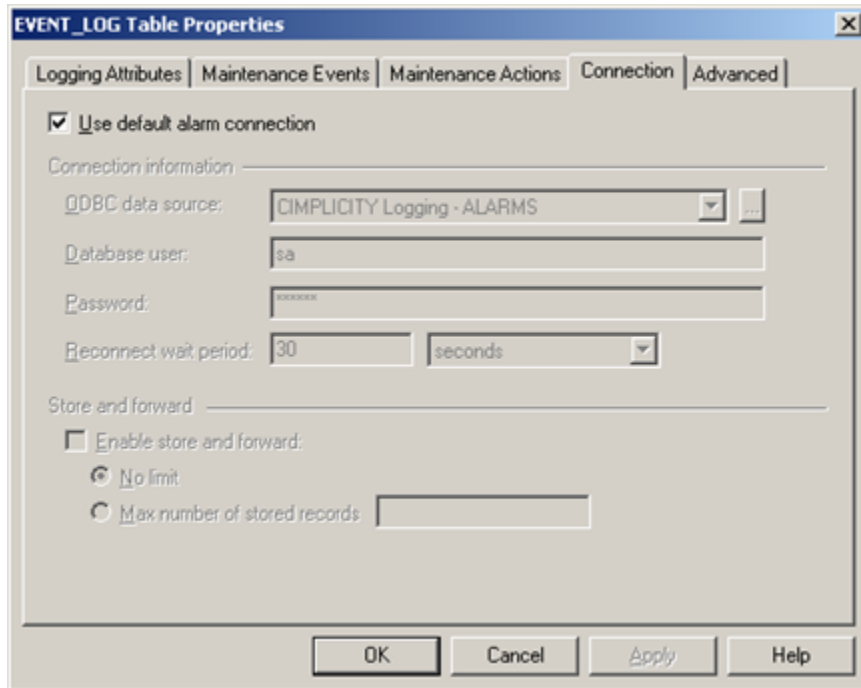 EVENT_LOG Table Properties
Logging Attributes Maintenance Events Maintenance Actions Connection Advanced
Use default alarm connection
Connection information
ODBC data source: CIMPLICITY Logging - ALARMS ...
Database user: sa
Password: ******
Reconnect wait period: 30 seconds
Store and forward
Enable store and forward:
No limit
Max number of stored records
OK Cancel Apply Help